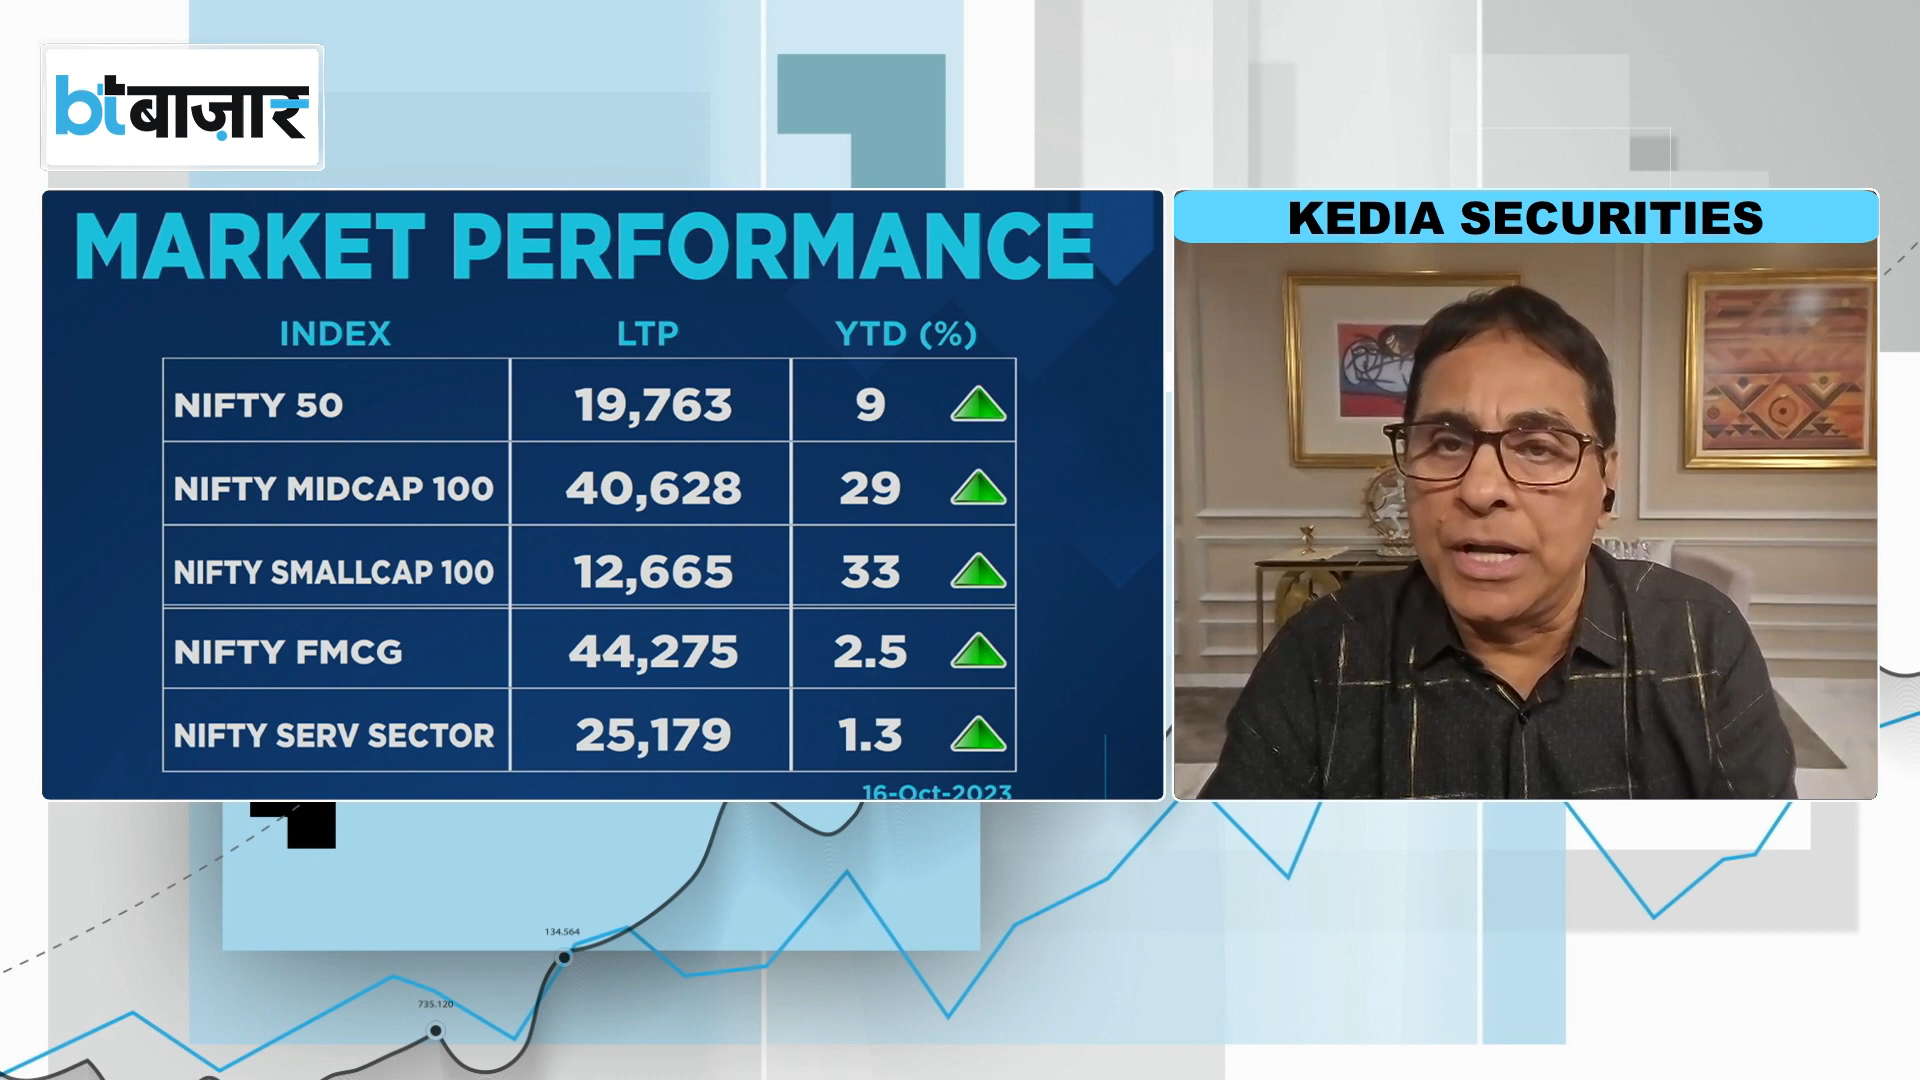 btबाज़ार
MARKET PERFORMANCE
INDEX LTP YTD (%)
NIFTY 50 19,763 9
NIFTY MIDCAP 100 40,628 29
NIFTY SMALLCAP 100 12,665 33
NIFTY FMCG 44,275 2.5
NIFTY SERV SECTOR 25,179 1.3
16-Oct-2023
KEDIA SECURITIES
134.564
735.120